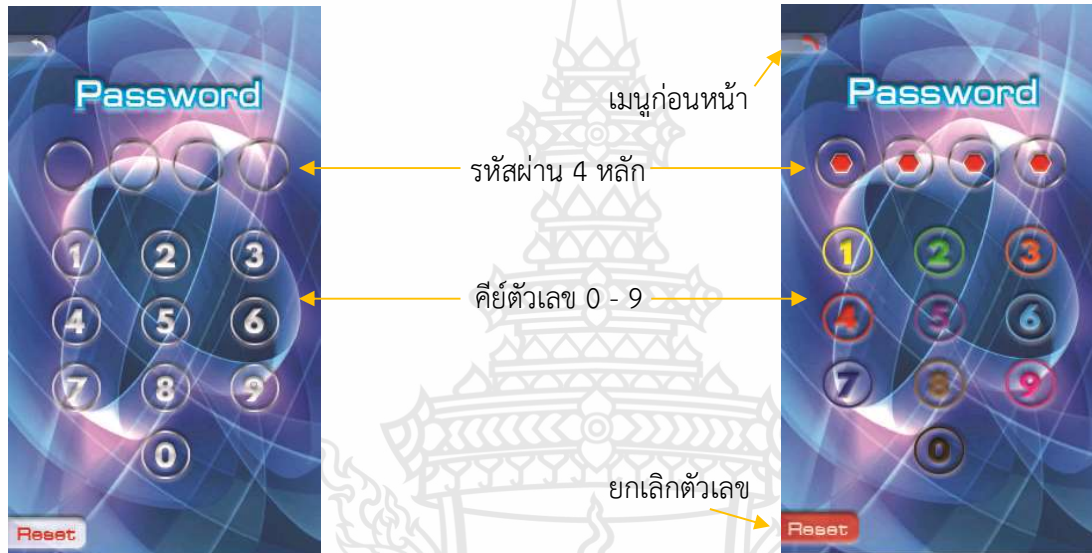 Password
1 2 3
4 5 6
7 8 9
0
Reset
เมนูก่อนหน้า
รหัสผ่าน 4 หลัก
คีย์ตัวเลข 0 - 9
ยกเลิกตัวเลข
Password
1 2 3
4 5 6
7 8 9
0
Reset